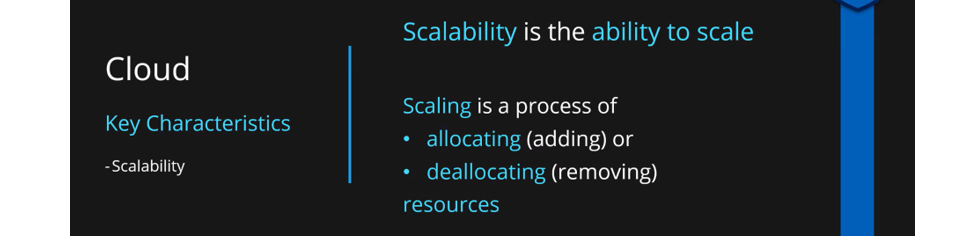 Cloud
Key Characteristics
- Scalability
Scalability is the ability to scale
Scaling is a process of
• allocating (adding) or
• deallocating (removing)
resources